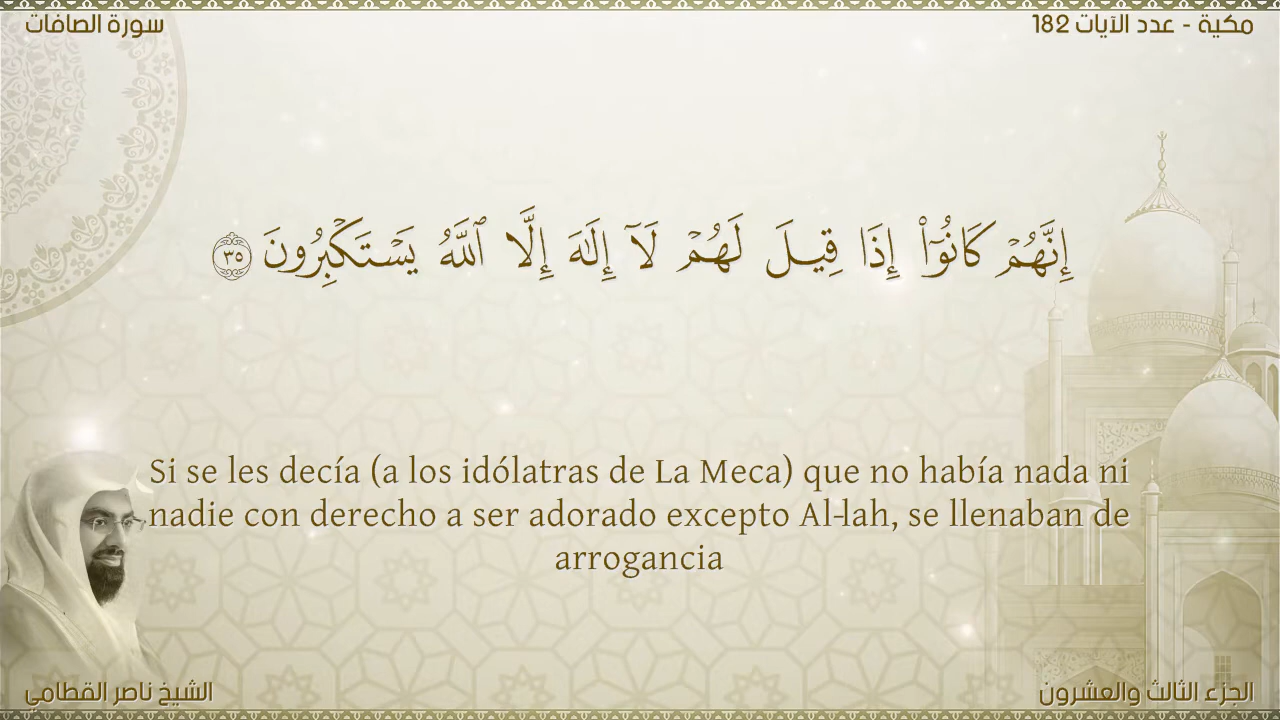 مكية - عدد الآيات 182
سورة الصافات
إِنَّهُمْ كَانُوٓا۟ إِذَا قِيلَ لَهُمْ لَآ إِلَٰهَ إِلَّا ٱللَّهُ يَسْتَكْبِرُونَ ٣٥
Si se les decía (a los idólatras de La Meca) que no había nada ni
nadie con derecho a ser adorado excepto Al-lah, se llenaban de
arrogancia
الجزء الثالث والعشرون
الشيخ ناصر القطامي